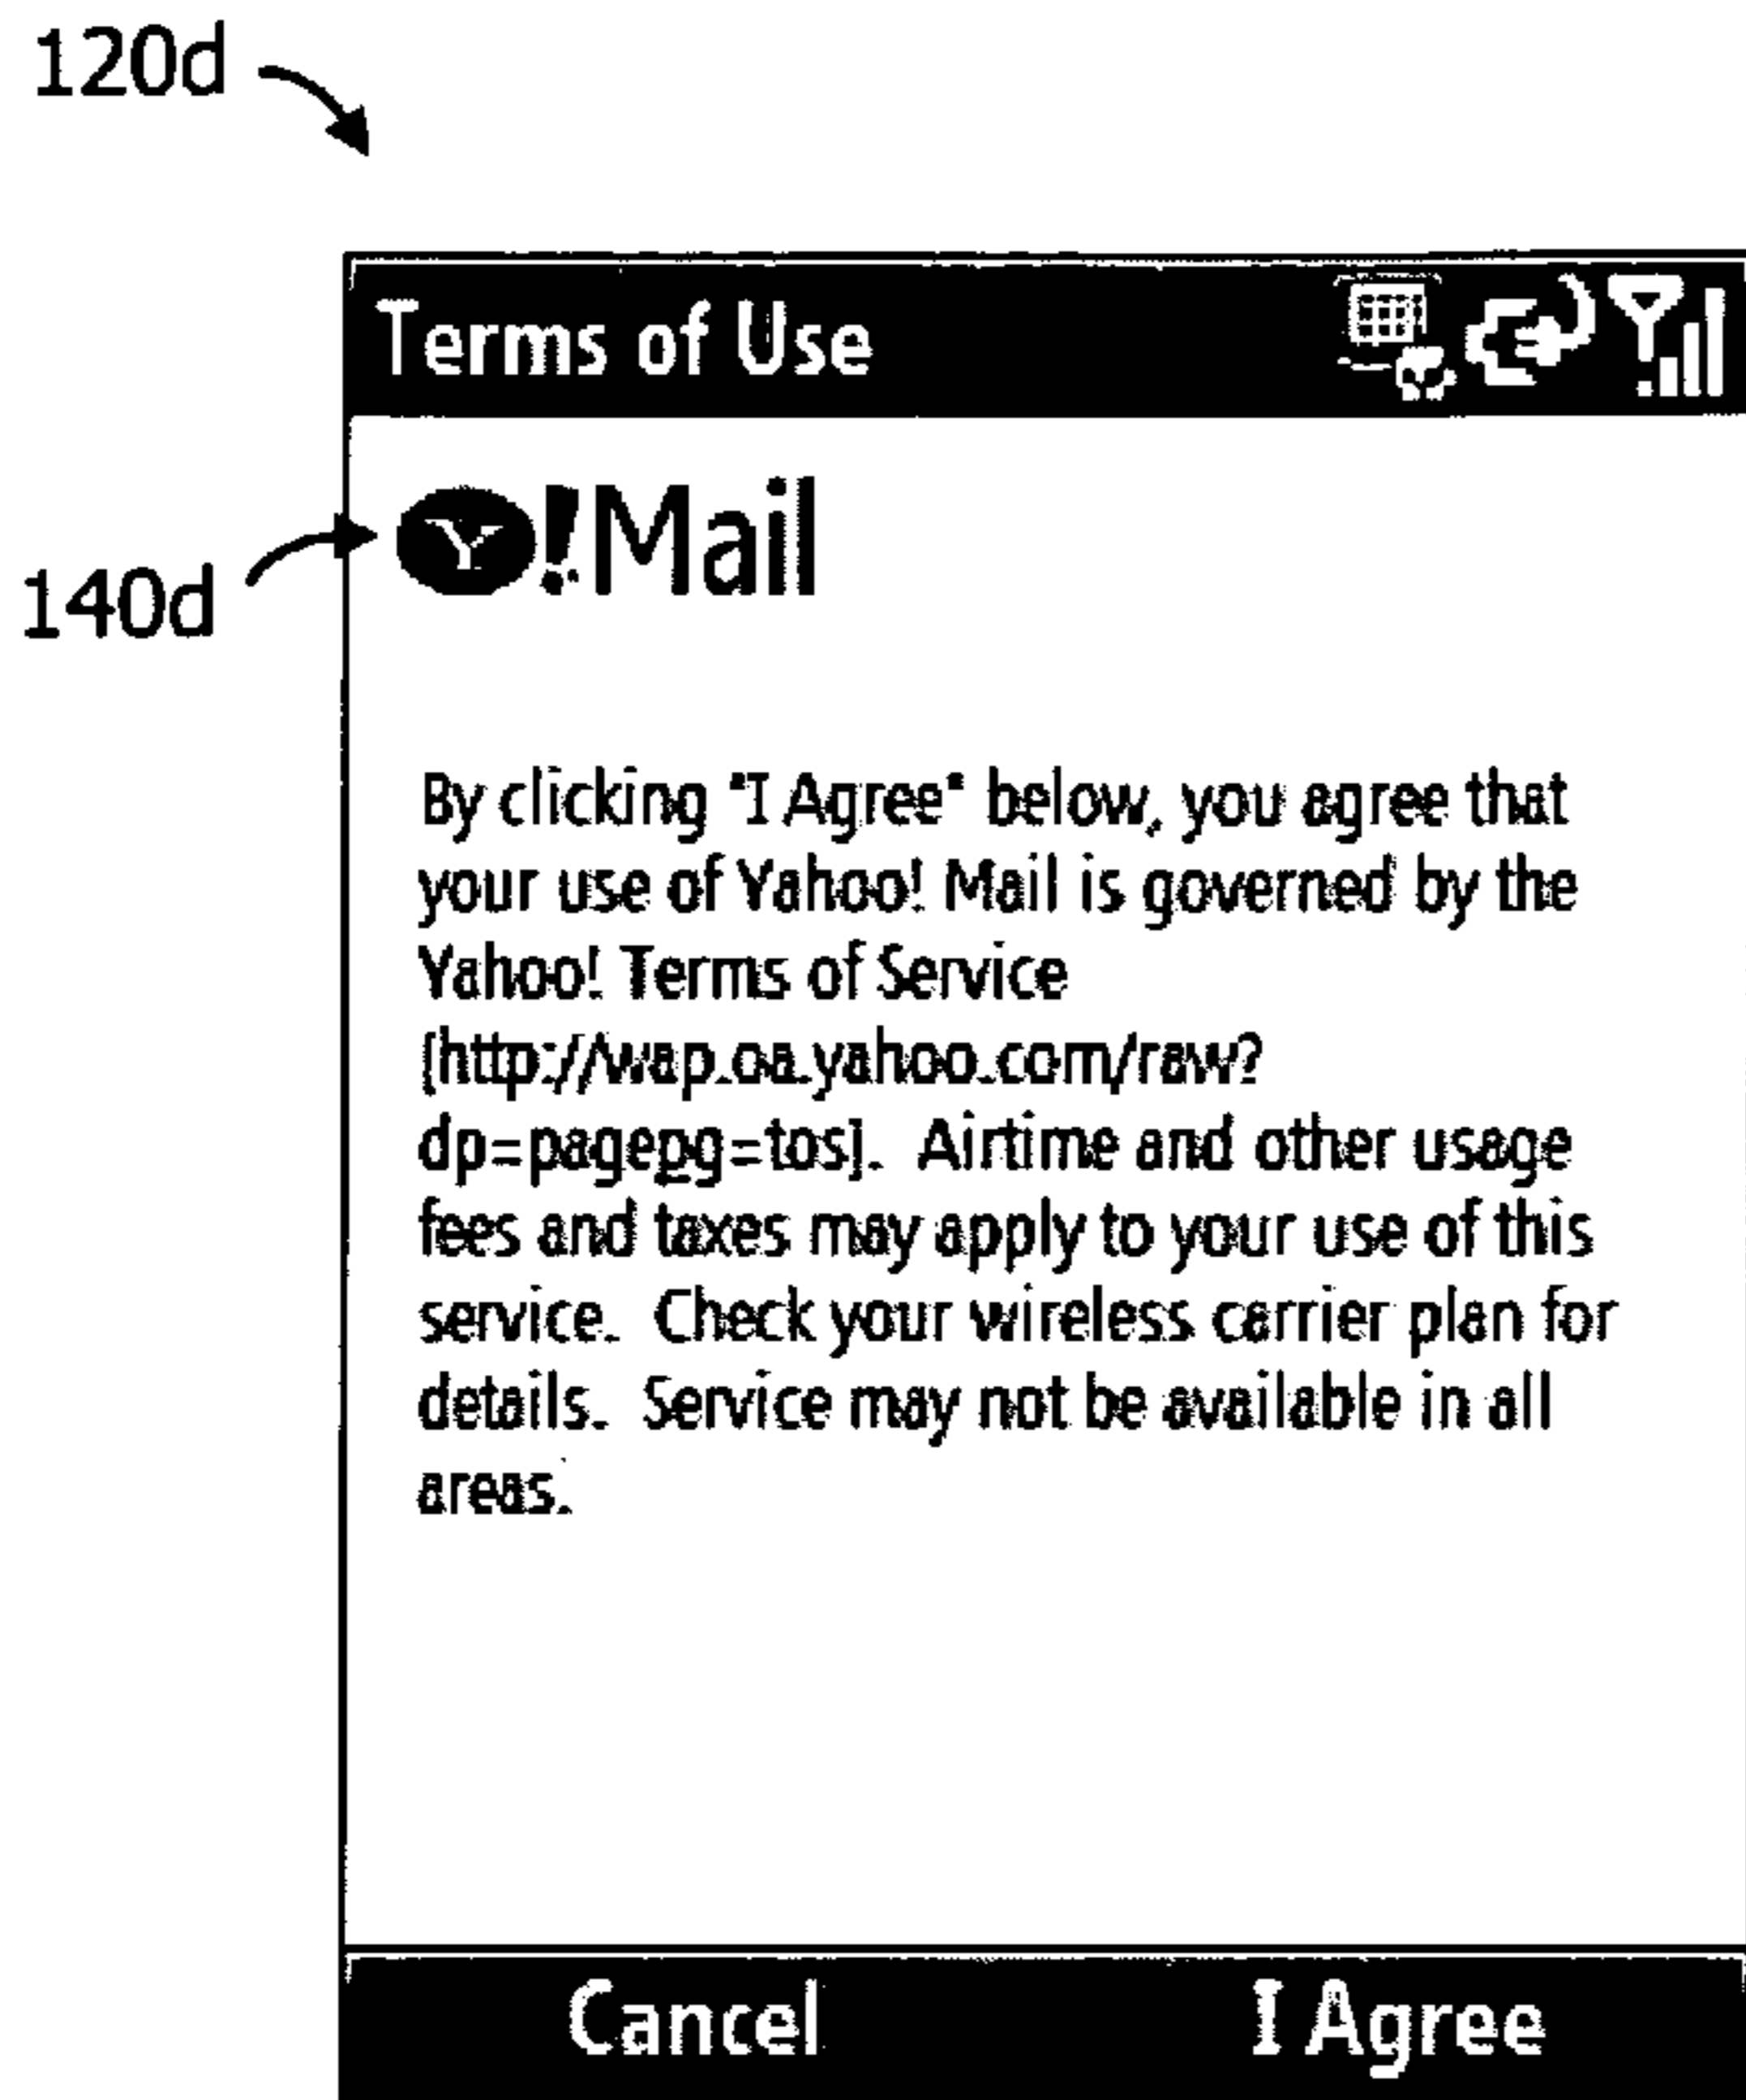 120d
Terms of Use
140d
Y!Mail
By clicking "I Agree" below, you agree that
your use of Yahoo! Mail is governed by the
Yahoo! Terms of Service
[http://wap.oa.yahoo.com/raw?
dp=pagepg=tos].  Airtime and other usage
fees and taxes may apply to your use of this
service.  Check your wireless carrier plan for
details.  Service may not be available in all
areas.
Cancel
I Agree